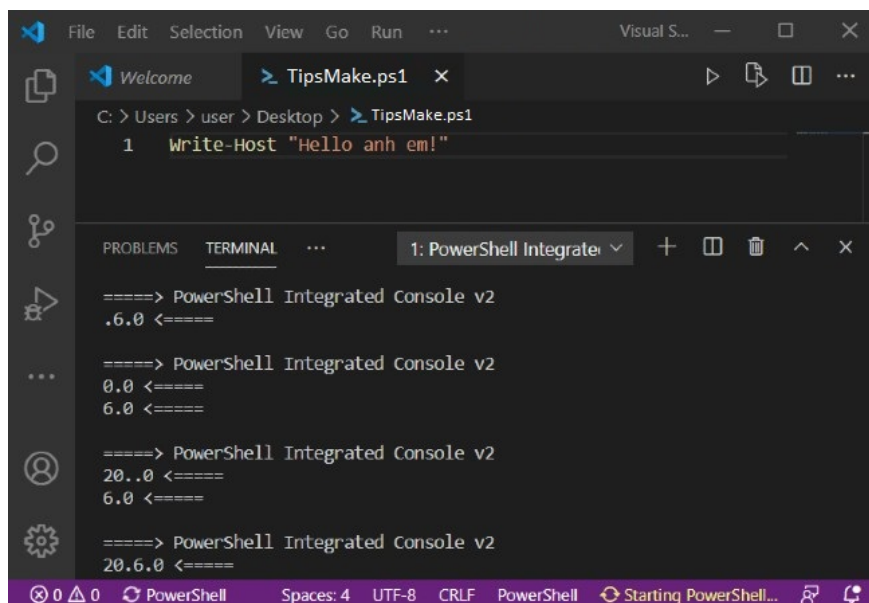 File Edit Selection View Go Run ... Visual S...
Welcome TipsMake.ps1
C: > Users > user > Desktop > TipsMake.ps1
1 Write-Host "Hello anh em!"
PROBLEMS TERMINAL ... 1: PowerShell Integrate
=====> PowerShell Integrated Console v2
.6.0 <=====
=====> PowerShell Integrated Console v2
0.0 <=====
6.0 <=====
=====> PowerShell Integrated Console v2
20..0 <=====
6.0 <=====
=====> PowerShell Integrated Console v2
20.6.0 <=====
0 0 PowerShell Spaces: 4 UTF-8 CRLF PowerShell Starting PowerShell...